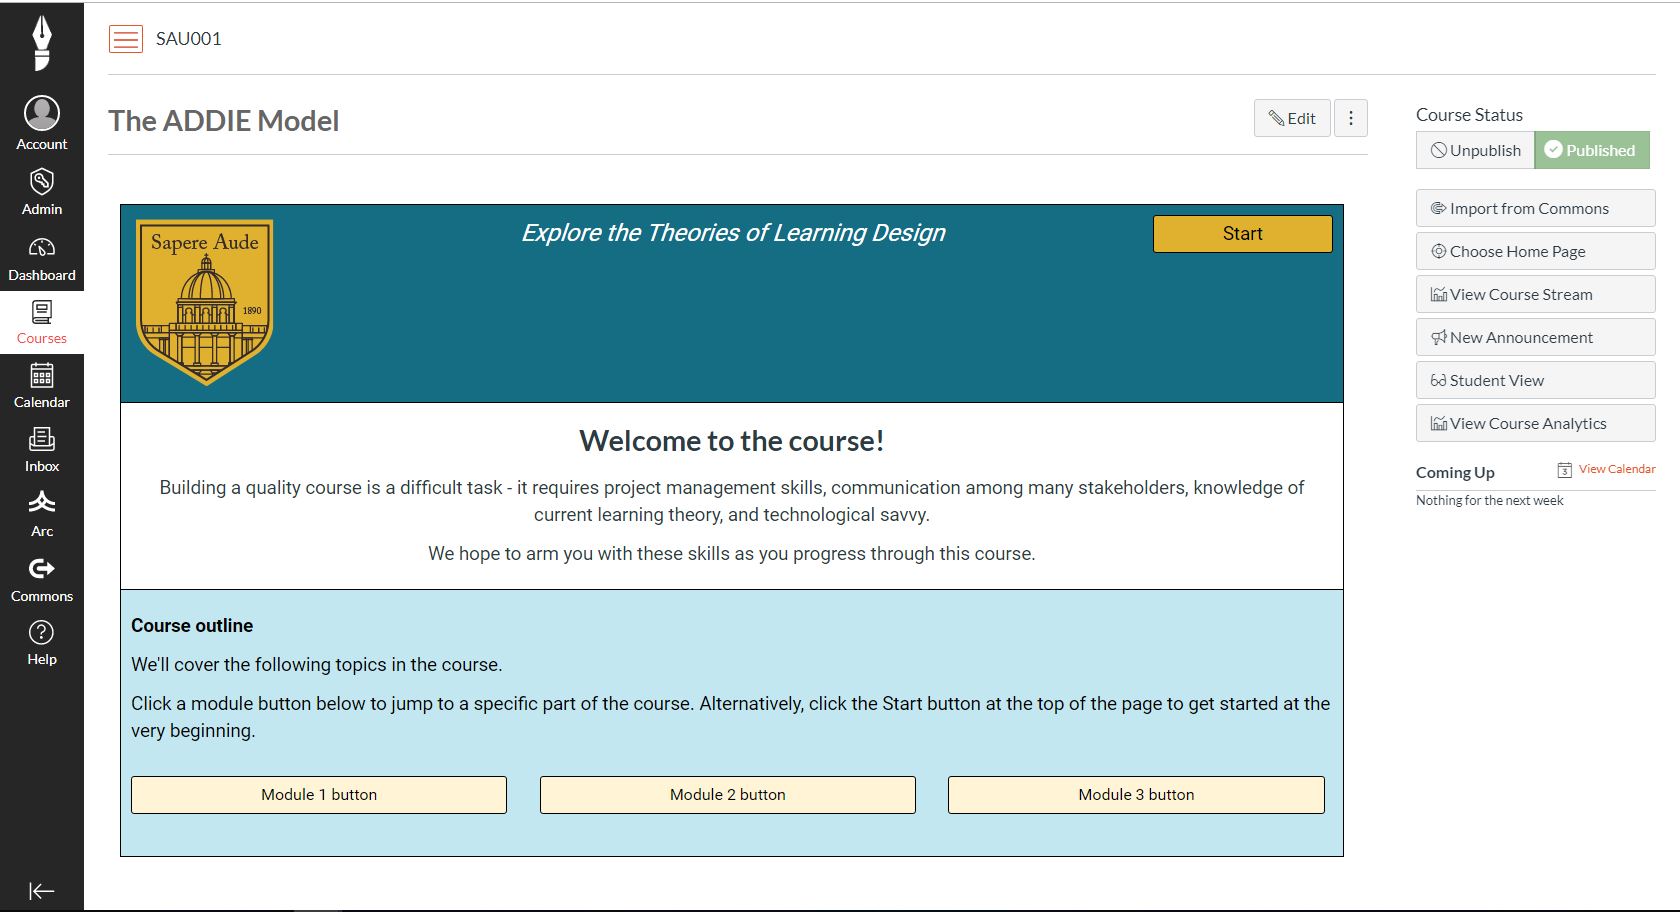 SAU001
Account
Admin
Dashboard
Courses
Calendar
Inbox
Arc
Commons
Help
The ADDIE Model
Edit
Sapere Aude
1890
Explore the Theories of Learning Design
Start
Welcome to the course!
Building a quality course is a difficult task - it requires project management skills, communication among many stakeholders, knowledge of
current learning theory, and technological savvy.
We hope to arm you with these skills as you progress through this course.
Course outline
We'll cover the following topics in the course.
Click a module button below to jump to a specific part of the course. Alternatively, click the Start button at the top of the page to get started at the
very beginning.
Module 1 button
Module 2 button
Module 3 button
Course Status
Unpublish
Published
Import from Commons
Choose Home Page
View Course Stream
New Announcement
Student View
View Course Analytics
Coming Up
3
View Calendar
Nothing for the next week